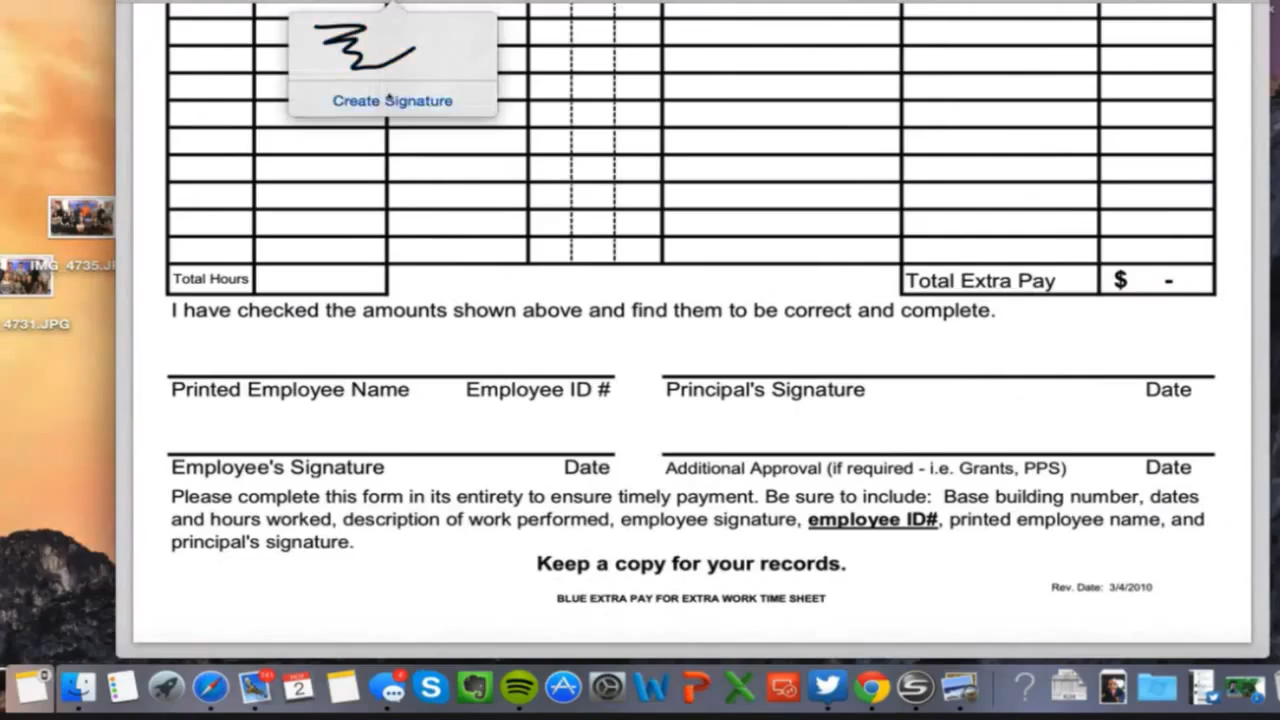 Create Signature
IMG_4735.JP
4731.JPG
Total Hours
Total Extra Pay
$ -
I have checked the amounts shown above and find them to be correct and complete.
Printed Employee Name Employee ID # Principal's Signature Date
Employee's Signature Date Additional Approval (if required - i.e. Grants, PPS) Date
Please complete this form in its entirety to ensure timely payment. Be sure to include: Base building number, dates
and hours worked, description of work performed, employee signature, employee ID#, printed employee name, and
principal's signature.
Keep a copy for your records.
Rev. Date: 3/4/2010
BLUE EXTRA PAY FOR EXTRA WORK TIME SHEET
2